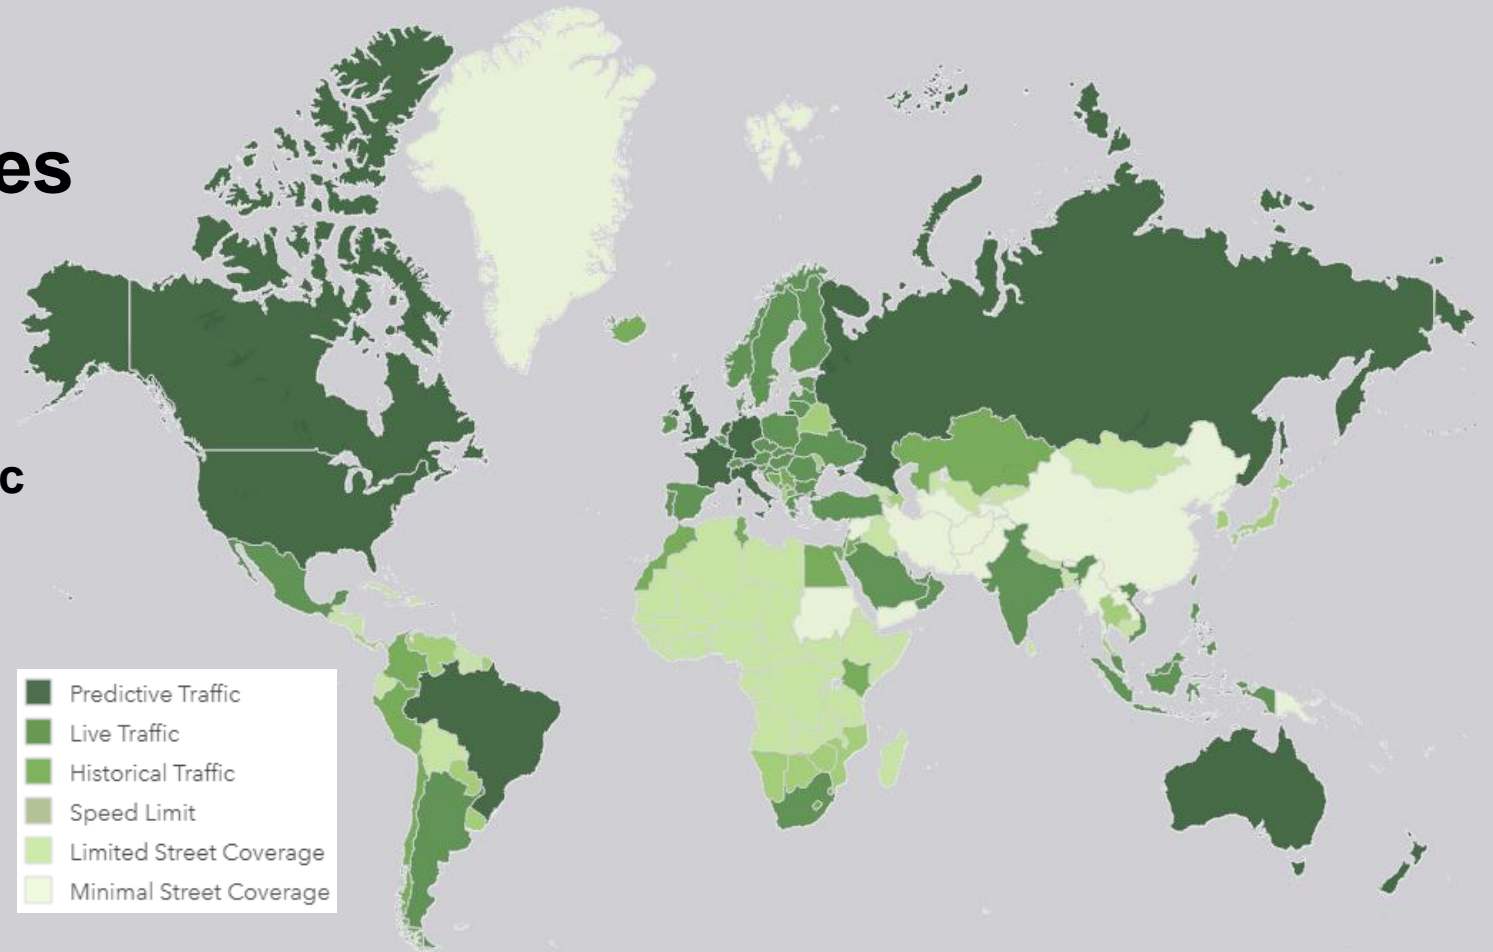 es
c
Predictive Traffic
Live Traffic
Historical Traffic
Speed Limit
Limited Street Coverage
Minimal Street Coverage